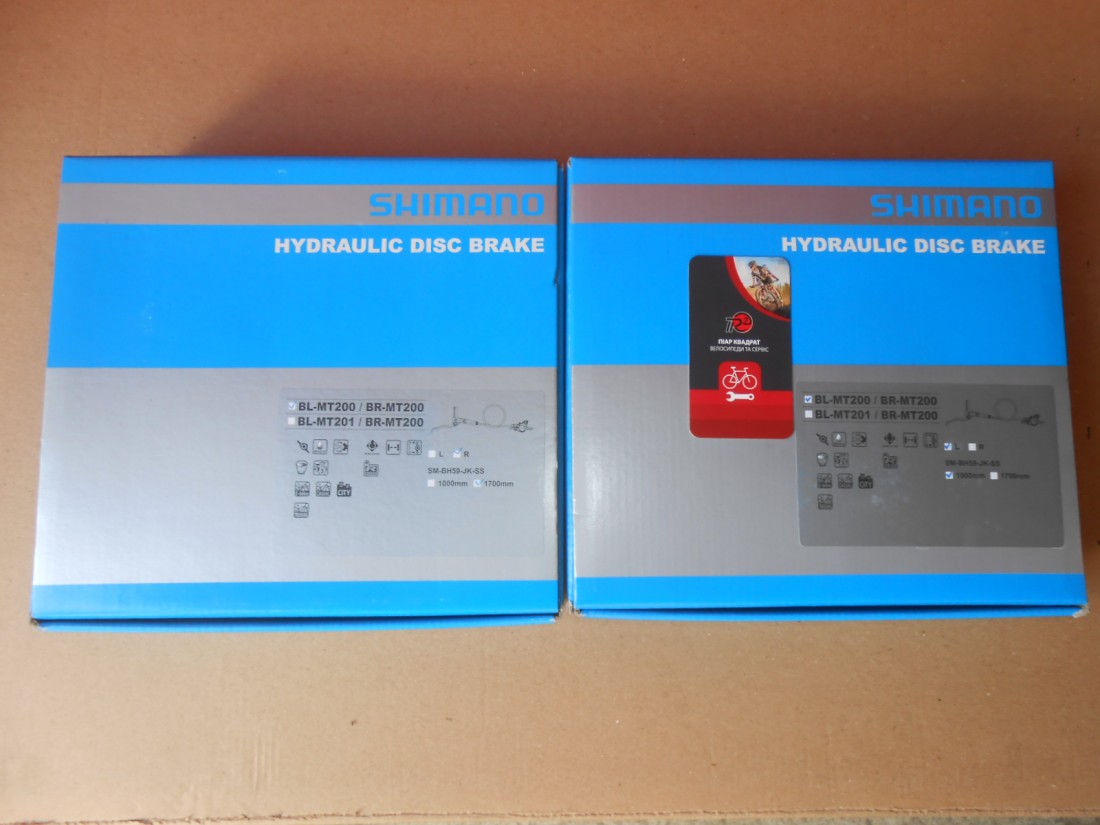 SHIMANO
HYDRAULIC DISC BRAKE
BL-MT200 / BR-MT200
BL-MT201 / BR-MT200
L R
SM-BH59-JK-SS
1000mm 1700mm
CITY
SHIMANO
HYDRAULIC DISC BRAKE
ПІАР КВАДРАТ
ВЕЛОСИПЕДИ ТА СЕРВІС
BL-MT200 / BR-MT200
BL-MT201 / BR-MT200
L R
SM-BH59-JK-SS
1000mm 1700mm